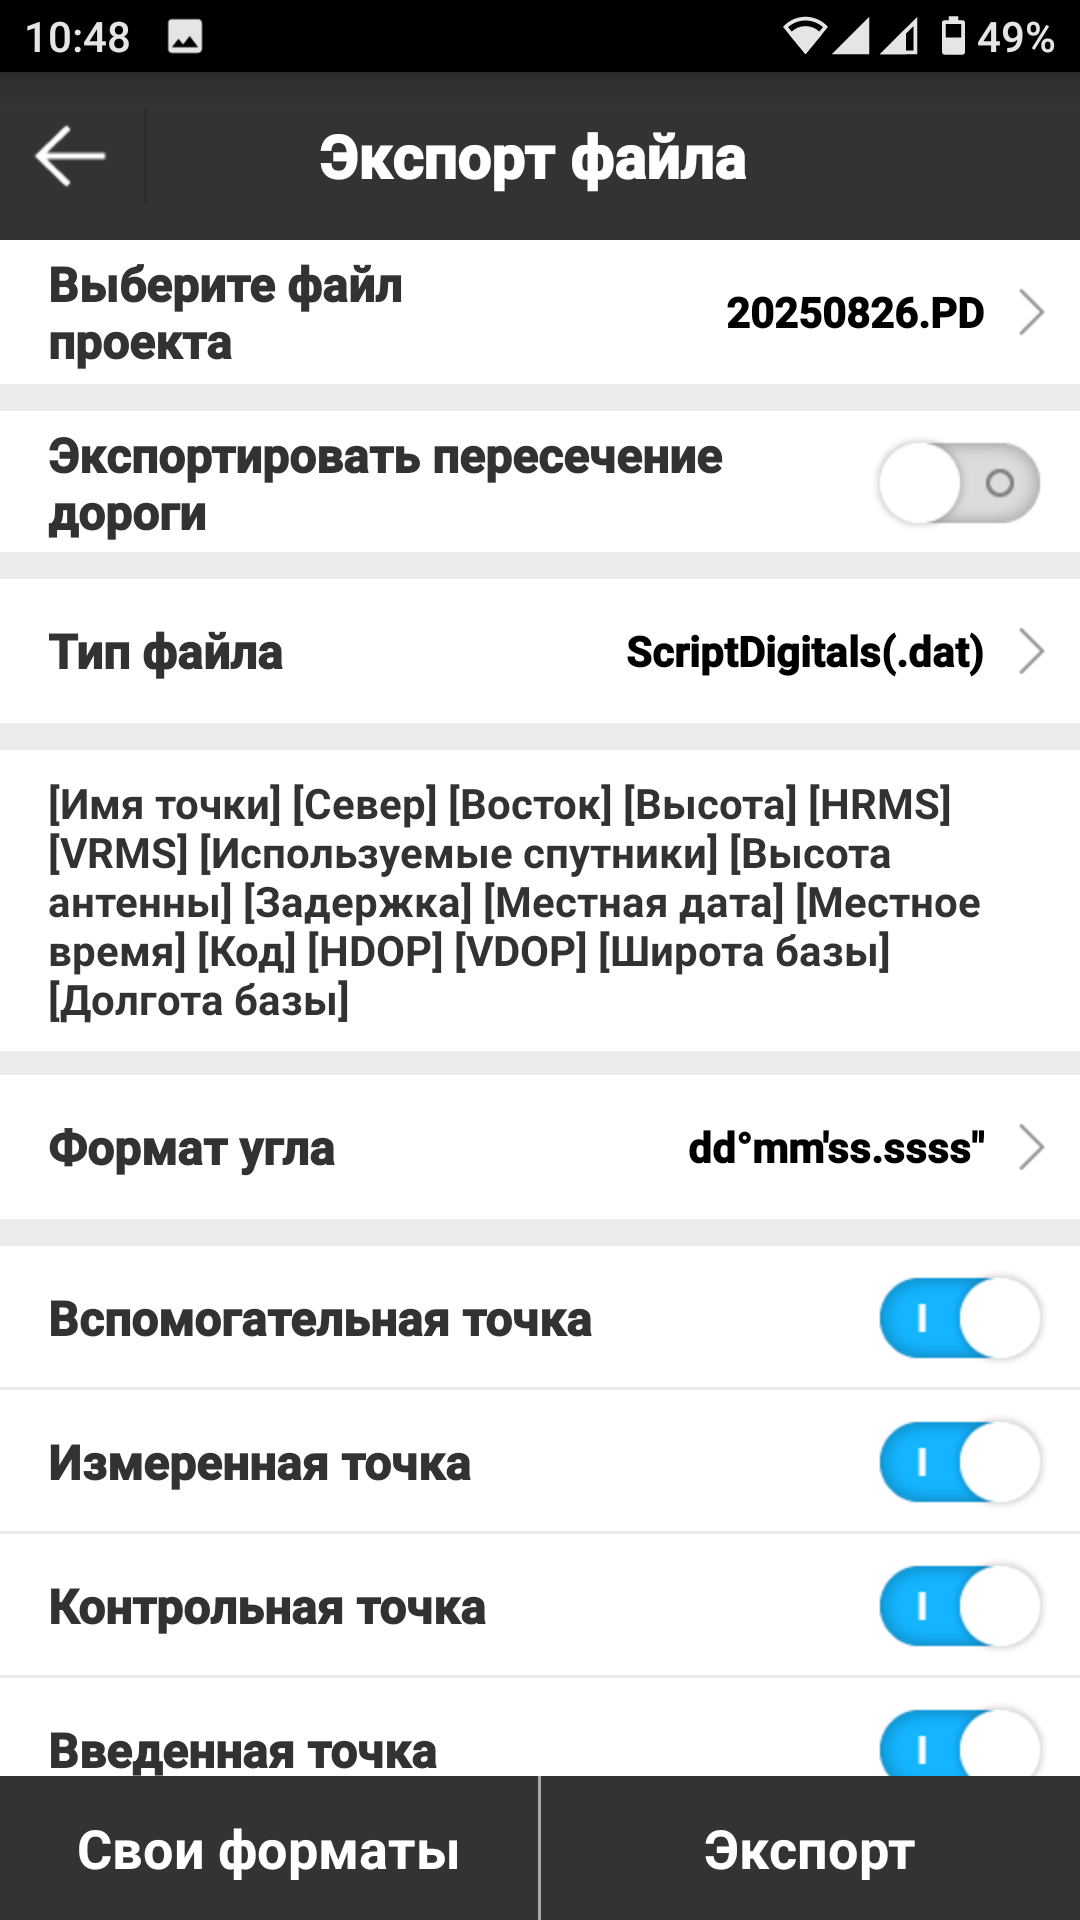 10:48 49%
Экспорт файла
Выберите файл
проекта
20250826.PD
Экспортировать пересечение
дороги
Тип файла
ScriptDigitals(.dat)
[Имя точки] [Север] [Восток] [Высота] [HRMS]
[VRMS] [Используемые спутники] [Высота
антенны] [Задержка] [Местная дата] [Местное
время] [Код] [HDOP] [VDOP] [Широта базы]
[Долгота базы]
Формат угла
dd°mm'ss.ssss"
Вспомогательная точка
Измеренная точка
Контрольная точка
Введенная точка
Свои форматы
Экспорт